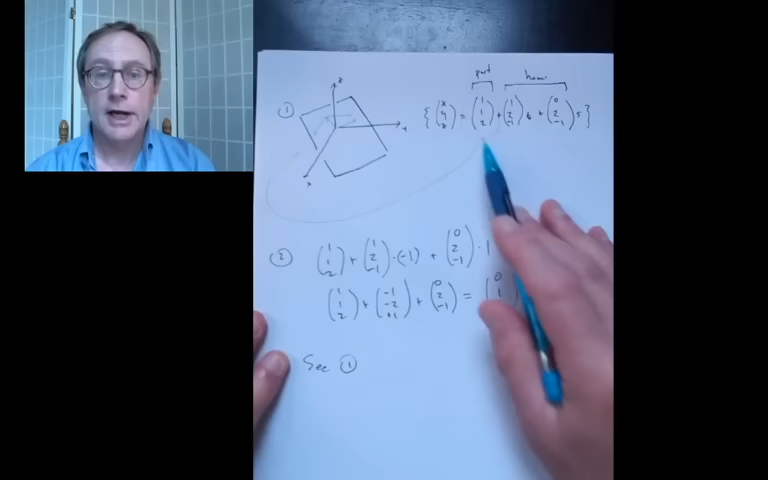 part homo
① z { (x y z) = (1 1 2) + (1 2 -1) t + (0 2 -1) s }
y
x
② (1 1 2) + (1 2 -1) · (-1) + (0 2 -1) · 1
(1 1 2) + (-1 -2 +1) + (0 2 -1) = (0 1
See ①